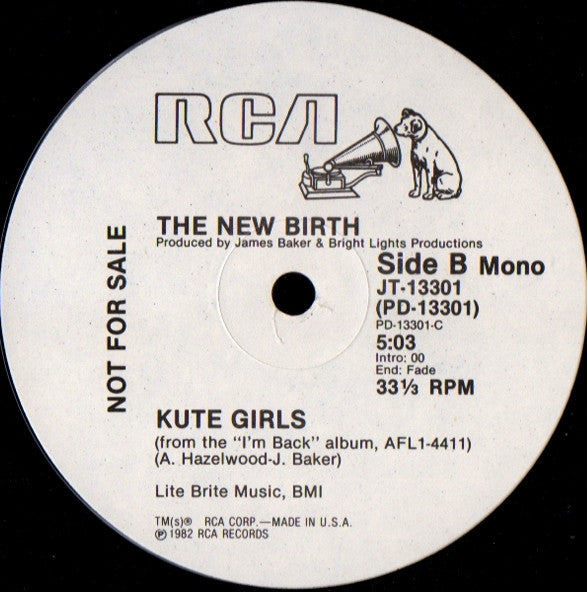 RCA
THE NEW BIRTH
Produced by James Baker & Bright Lights Productions
Side B Mono
JT-13301
(PD-13301)
PD-13301-C
5:03
Intro: 00
End: Fade
33⅓ RPM
NOT FOR SALE
KUTE GIRLS
(from the "I'm Back" album, AFL1-4411)
(A. Hazelwood-J. Baker)
Lite Brite Music, BMI
TM(s)® RCA CORP.—MADE IN U.S.A.
℗ 1982 RCA RECORDS